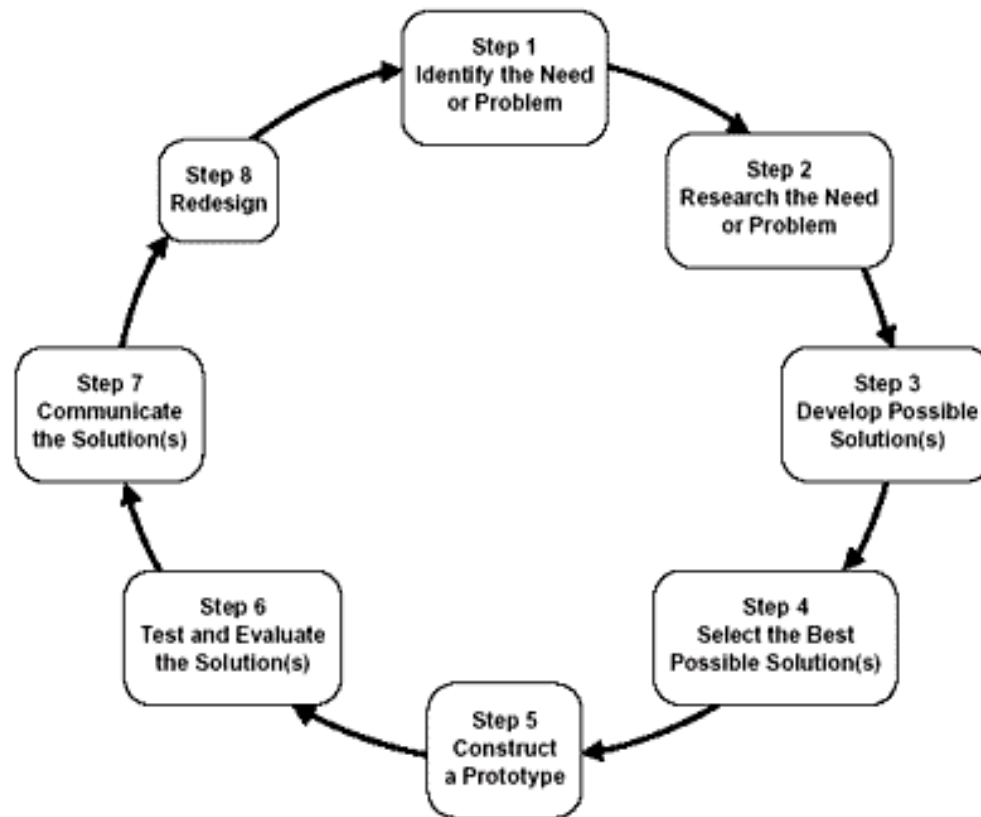 Step 1
Identify the Need
or Problem
Step 2
Research the Need
or Problem
Step 3
Develop Possible
Solution(s)
Step 4
Select the Best
Possible Solution(s)
Step 5
Construct
a Prototype
Step 6
Test and Evaluate
the Solution(s)
Step 7
Communicate
the Solution(s)
Step 8
Redesign